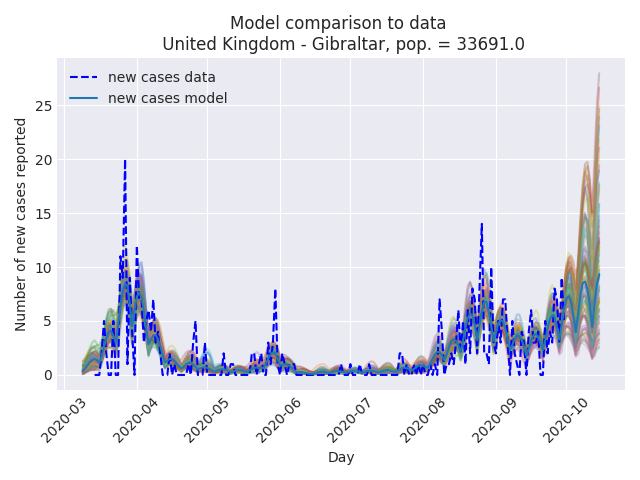 Model comparison to data
United Kingdom - Gibraltar, pop. = 33691.0
new cases data
new cases model
Number of new cases reported
25
20
15
10
5
0
2020-03
2020-04
2020-05
2020-06
2020-07
2020-08
2020-09
2020-10
Day